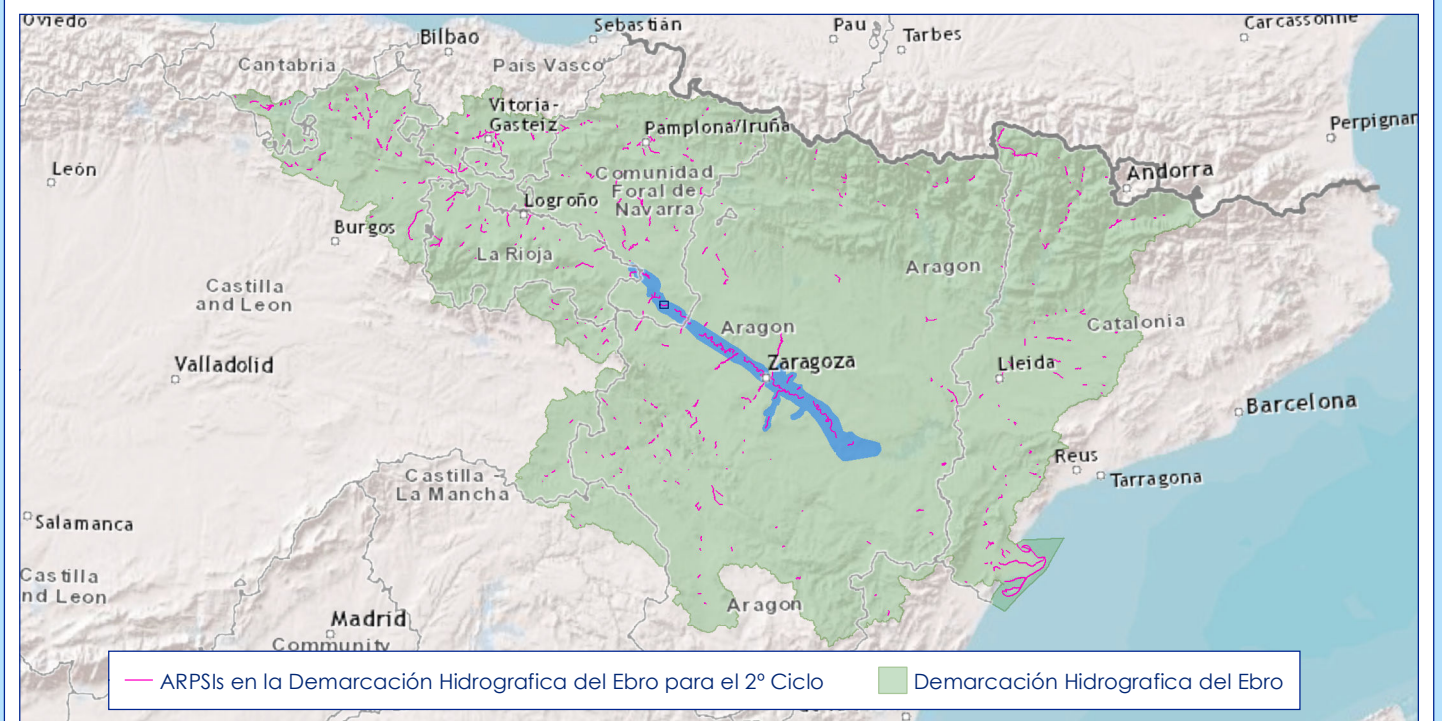 Oviedo
Sebastián
Pau
Tarbes
Carcassonne
Bilbao
Cantabria
País Vasco
Vitoria-
Gasteiz
Pamplona/Iruña
Perpignan
León
Andorra
Comunidad
Foral de
Navarra
Logroño
Burgos
La Rioja
Aragon
Castilla
and Leon
Aragon
Catalonia
Valladolid
Zaragoza
Lleida
Barcelona
Reus
Tarragona
Castilla
La Mancha
Salamanca
Castilla
nd Leon
Aragon
Madrid
Community
ARPSIs en la Demarcación Hidrografica del Ebro para el 2º Ciclo
Demarcación Hidrografica del Ebro